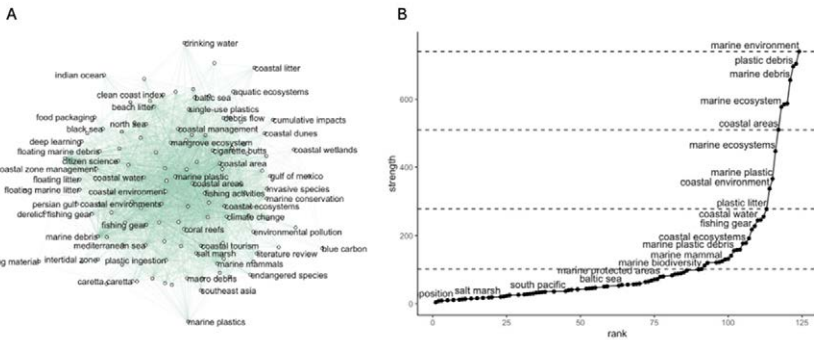 A
B
drinking water
indian ocean
coastal litter
clean coast index
baltic sea
aquatic ecosystems
beach litter
single-use plastics
food packaging
debris flow
cumulative impacts
black sea
north sea
coastal management
coastal dunes
deep learning
mangrove ecosystem
floating marine debris
cigarette butts
coastal wetlands
citizen science
coastal area
coastal zone management
floating litter
coastal water
marine plastic
gulf of mexico
coastal areas
floating marine litter
coastal environment
fishing activities
invasive species
marine conservation
persian gulf
coastal environments
coastal ecosystems
derelict fishing gear
climate change
fishing gear
coral reefs
environmental pollution
marine debris
mediterranean sea
coastal tourism
blue carbon
salt marsh
literature review
ng material
intertidal zone
plastic ingestion
marine mammals
caretta caretta
macro debris
endangered species
southeast asia
marine plastics
marine environment
plastic debris
marine debris
marine ecosystem
coastal areas
marine ecosystems
marine plastic
coastal environment
plastic litter
coastal water
fishing gear
coastal ecosystems
marine plastic debris
marine mammal
marine biodiversity
marine protected areas
baltic sea
south pacific
salt marsh
position
strength
600
400
200
0
0 25 50 75 100 125
rank